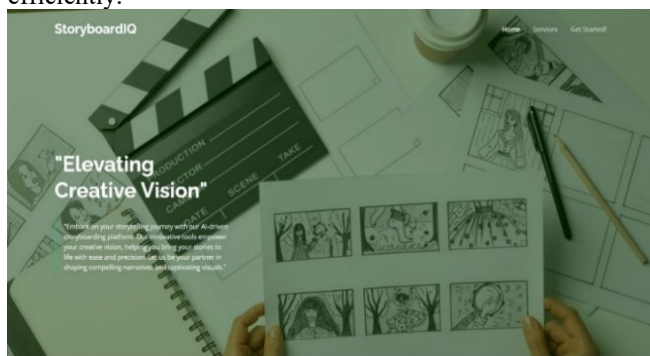 efficiently.
StoryboardIQ
Home Services Get Started!
PRODUCTION
DIRECTOR
CAMERA
DATE SCENE TAKE
"Elevating
Creative Vision"
"Embark on your storytelling journey with our AI-driven
storyboarding platform. Our innovative tools empower
your creative vision, helping you bring your stories to
life with ease and precision. Let us be your partner in
shaping compelling narratives and captivating visuals."